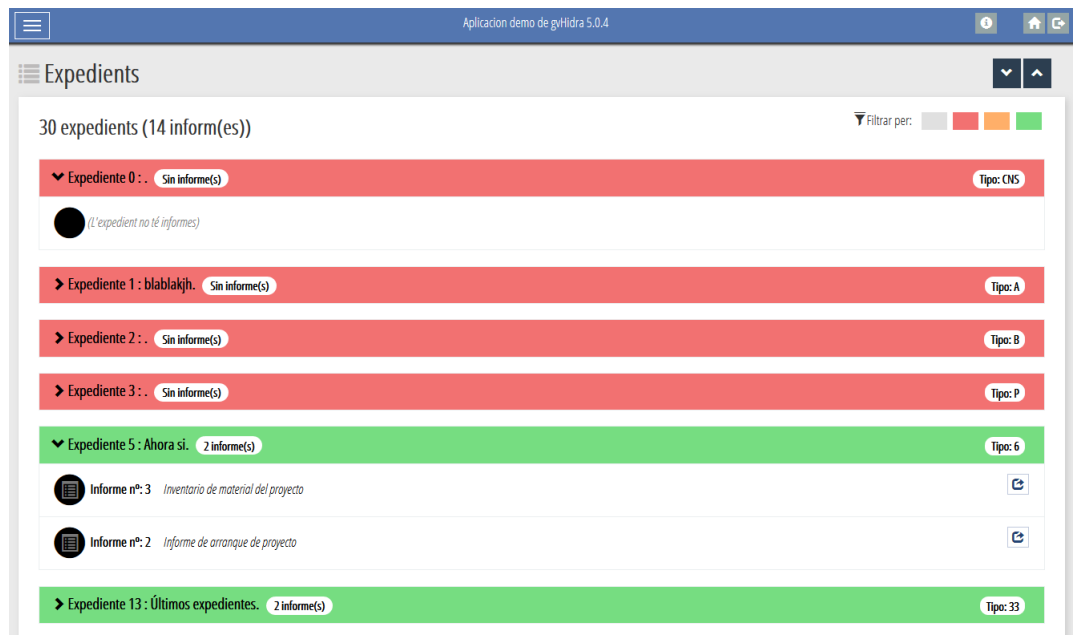 Aplicacion demo de gvHidra 5.0.4
Expedients
30 expedients (14 inform(es))
Filtrar per:
Expediente 0 : . Sin informe(s) Tipo: CNS
(L'expedient no té informes)
Expediente 1 : blablakjh. Sin informe(s) Tipo: A
Expediente 2 : . Sin informe(s) Tipo: B
Expediente 3 : . Sin informe(s) Tipo: P
Expediente 5 : Ahora si. 2 informe(s) Tipo: 6
Informe nº: 3 Inventario de material del proyecto
Informe nº: 2 Informe de arranque de proyecto
Expediente 13 : Últimos expedientes. 2 informe(s) Tipo: 33